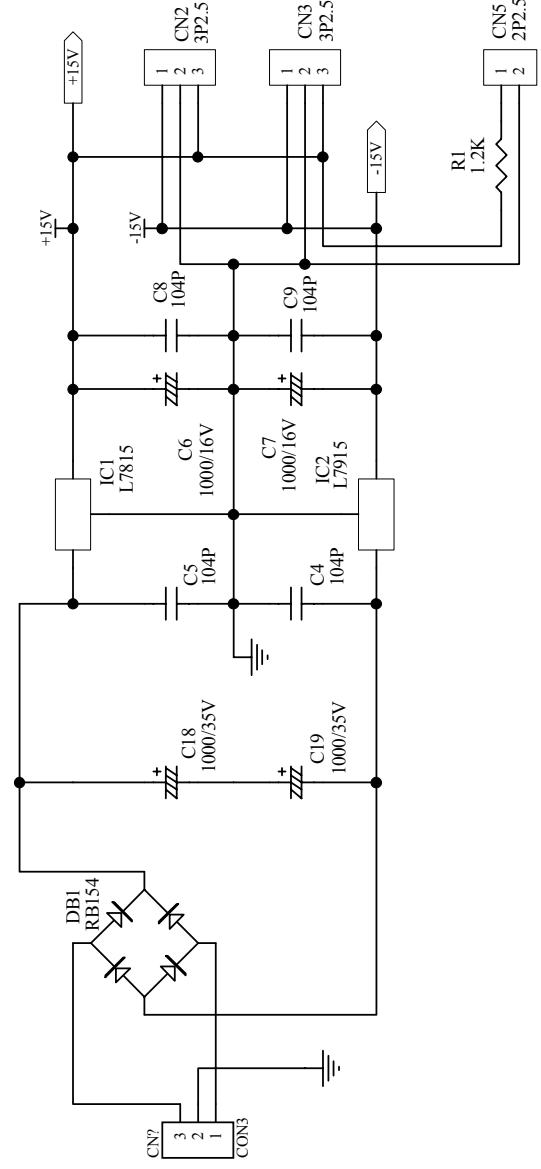 CN?
3
2
1
CON3
DB1
RB154
+
C18
1000/35V
+
C19
1000/35V
C5
104P
C4
104P
IC1
L7815
IC2
L7915
+
C6
1000/16V
+
C7
1000/16V
C8
104P
C9
104P
+15V
-15V
+15V
-15V
CN2
3P2.5
1
2
3
CN3
3P2.5
1
2
3
R1
1.2K
CN5
2P2.5
1
2